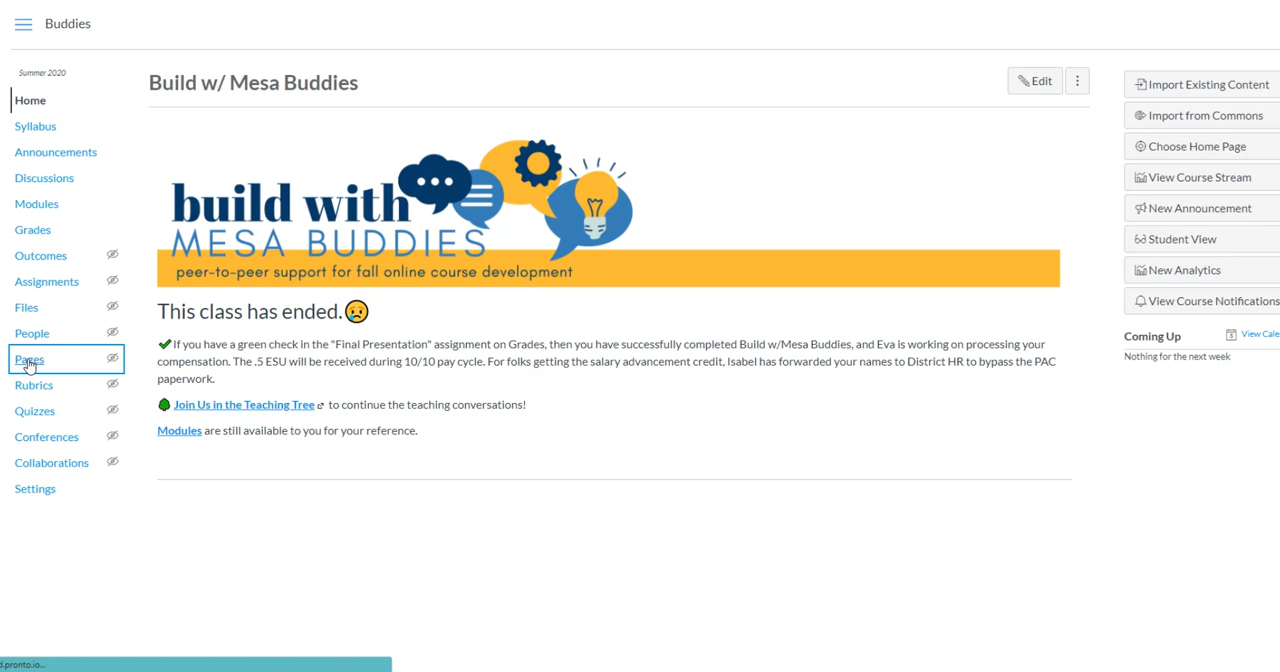 Buddies
Summer 2020
Home
Syllabus
Announcements
Discussions
Modules
Grades
Outcomes
Assignments
Files
People
Pages
Rubrics
Quizzes
Conferences
Collaborations
Settings
Build w/ Mesa Buddies
Edit
build with
MESA BUDDIES
peer-to-peer support for fall online course development
This class has ended.
If you have a green check in the "Final Presentation" assignment on Grades, then you have successfully completed Build w/Mesa Buddies, and Eva is working on processing your
compensation. The .5 ESU will be received during 10/10 pay cycle. For folks getting the salary advancement credit, Isabel has forwarded your names to District HR to bypass the PAC
paperwork.
Join Us in the Teaching Tree to continue the teaching conversations!
Modules are still available to you for your reference.
Import Existing Content
Import from Commons
Choose Home Page
View Course Stream
New Announcement
Student View
New Analytics
View Course Notifications
Coming Up
View Cale
Nothing for the next week
d.pronto.io...